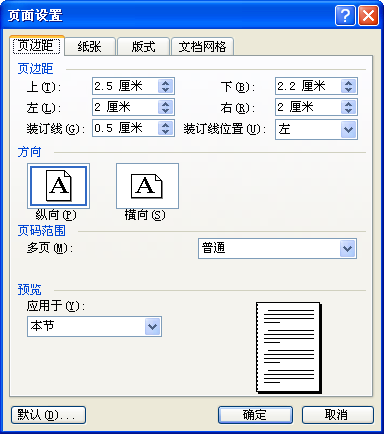 页面设置
页边距 纸张 版式 文档网格
页边距
上(T): 2.5 厘米 下(B): 2.2 厘米
左(L): 2 厘米 右(R): 2 厘米
装订线(G): 0.5 厘米 装订线位置(U): 左
方向
A A
纵向(P) 横向(S)
页码范围
多页(M): 普通
预览
应用于(Y):
本节
默认(D)... 确定 取消